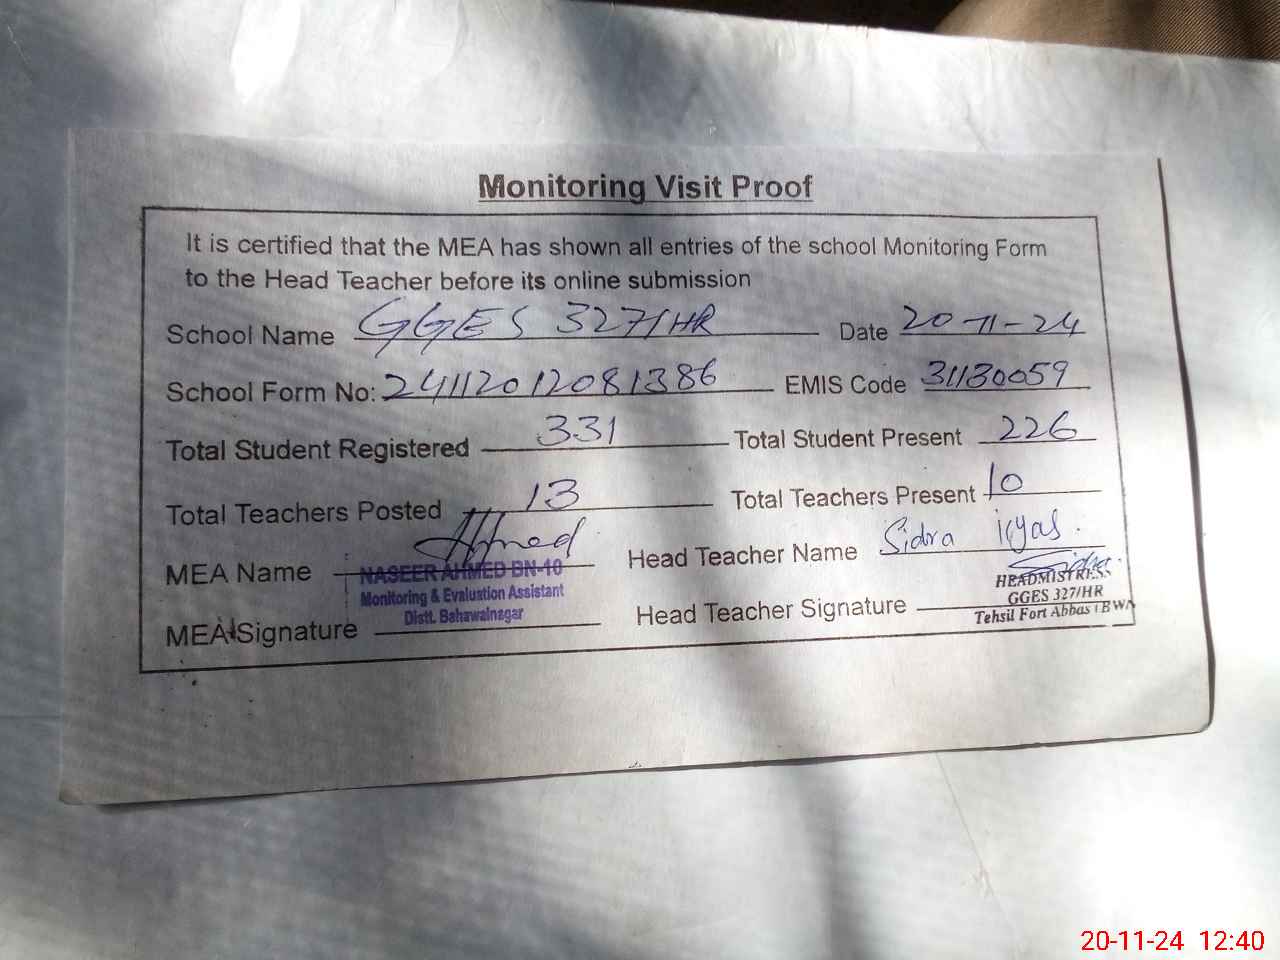 Monitoring Visit Proof
It is certified that the MEA has shown all entries of the school Monitoring Form
to the Head Teacher before its online submission
School Name GGES 327/HR Date 20-11-24
School Form No: 24112012081386 EMIS Code 31130059
Total Student Registered 331 Total Student Present 226
Total Teachers Posted 13 Total Teachers Present 10
MEA Name Ahmed Head Teacher Name Sidra
NASEER AHMED BN-10
Monitoring & Evaluation Assistant
Distt. Bahawalnagar
MEA Signature Head Teacher Signature Sidra
HEADMISTRESS
GGES 327/HR
Tehsil Fort Abbas (BWN
20-11-24 12:40